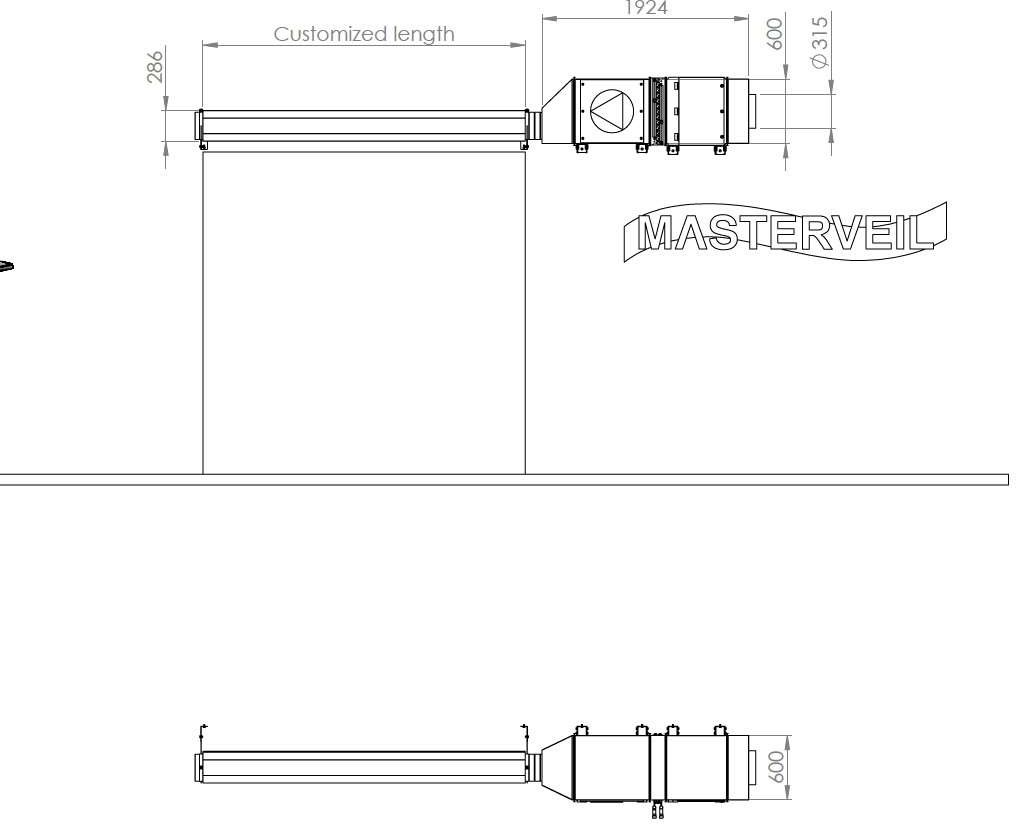 1924
Customized length
600
Ø315
286
MASTERVEIL
600